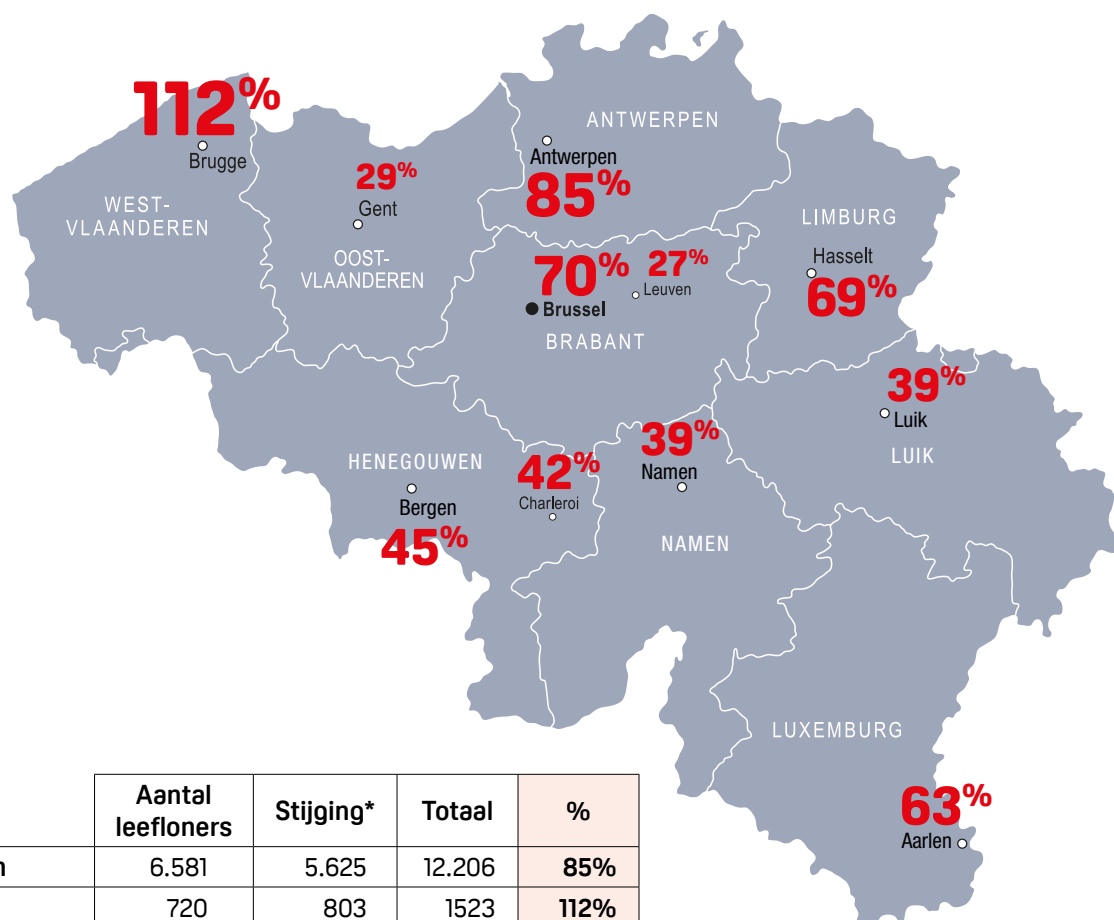 112%
Brugge
WEST-
VLAANDEREN
29%
Gent
OOST-
VLAANDEREN
ANTWERPEN
Antwerpen
85%
LIMBURG
Hasselt
69%
70%
Brussel
27%
Leuven
BRABANT
39%
Luik
LUIK
HENEGOUWEN
Bergen
45%
42%
Charleroi
39%
Namen
NAMEN
LUXEMBURG
63%
Aarlen
Aantal leefloners Stijging* Totaal %
6.581 5.625 12.206 85%
720 803 1523 112%